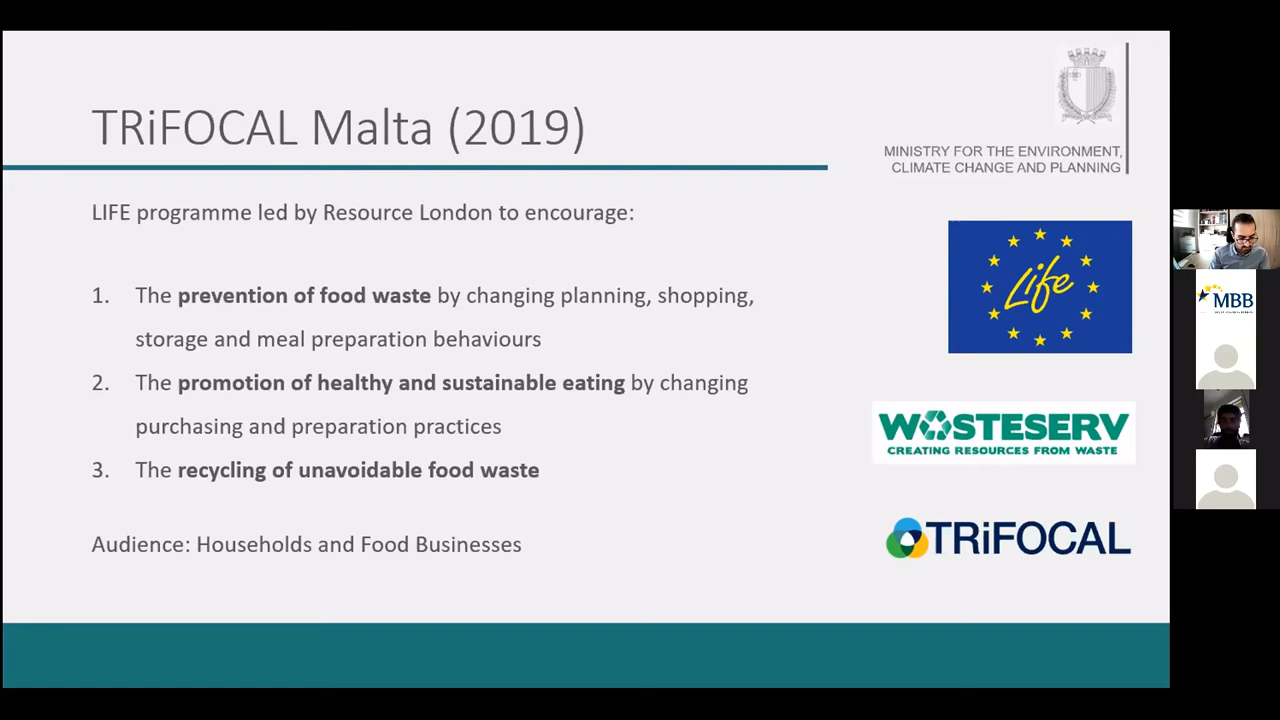 TRiFOCAL Malta (2019)
MINISTRY FOR THE ENVIRONMENT,
CLIMATE CHANGE AND PLANNING
LIFE programme led by Resource London to encourage:
1. The prevention of food waste by changing planning, shopping,
storage and meal preparation behaviours
2. The promotion of healthy and sustainable eating by changing
purchasing and preparation practices
3. The recycling of unavoidable food waste
Audience: Households and Food Businesses
Life
WASTESERV
CREATING RESOURCES FROM WASTE
TRiFOCAL
MBB